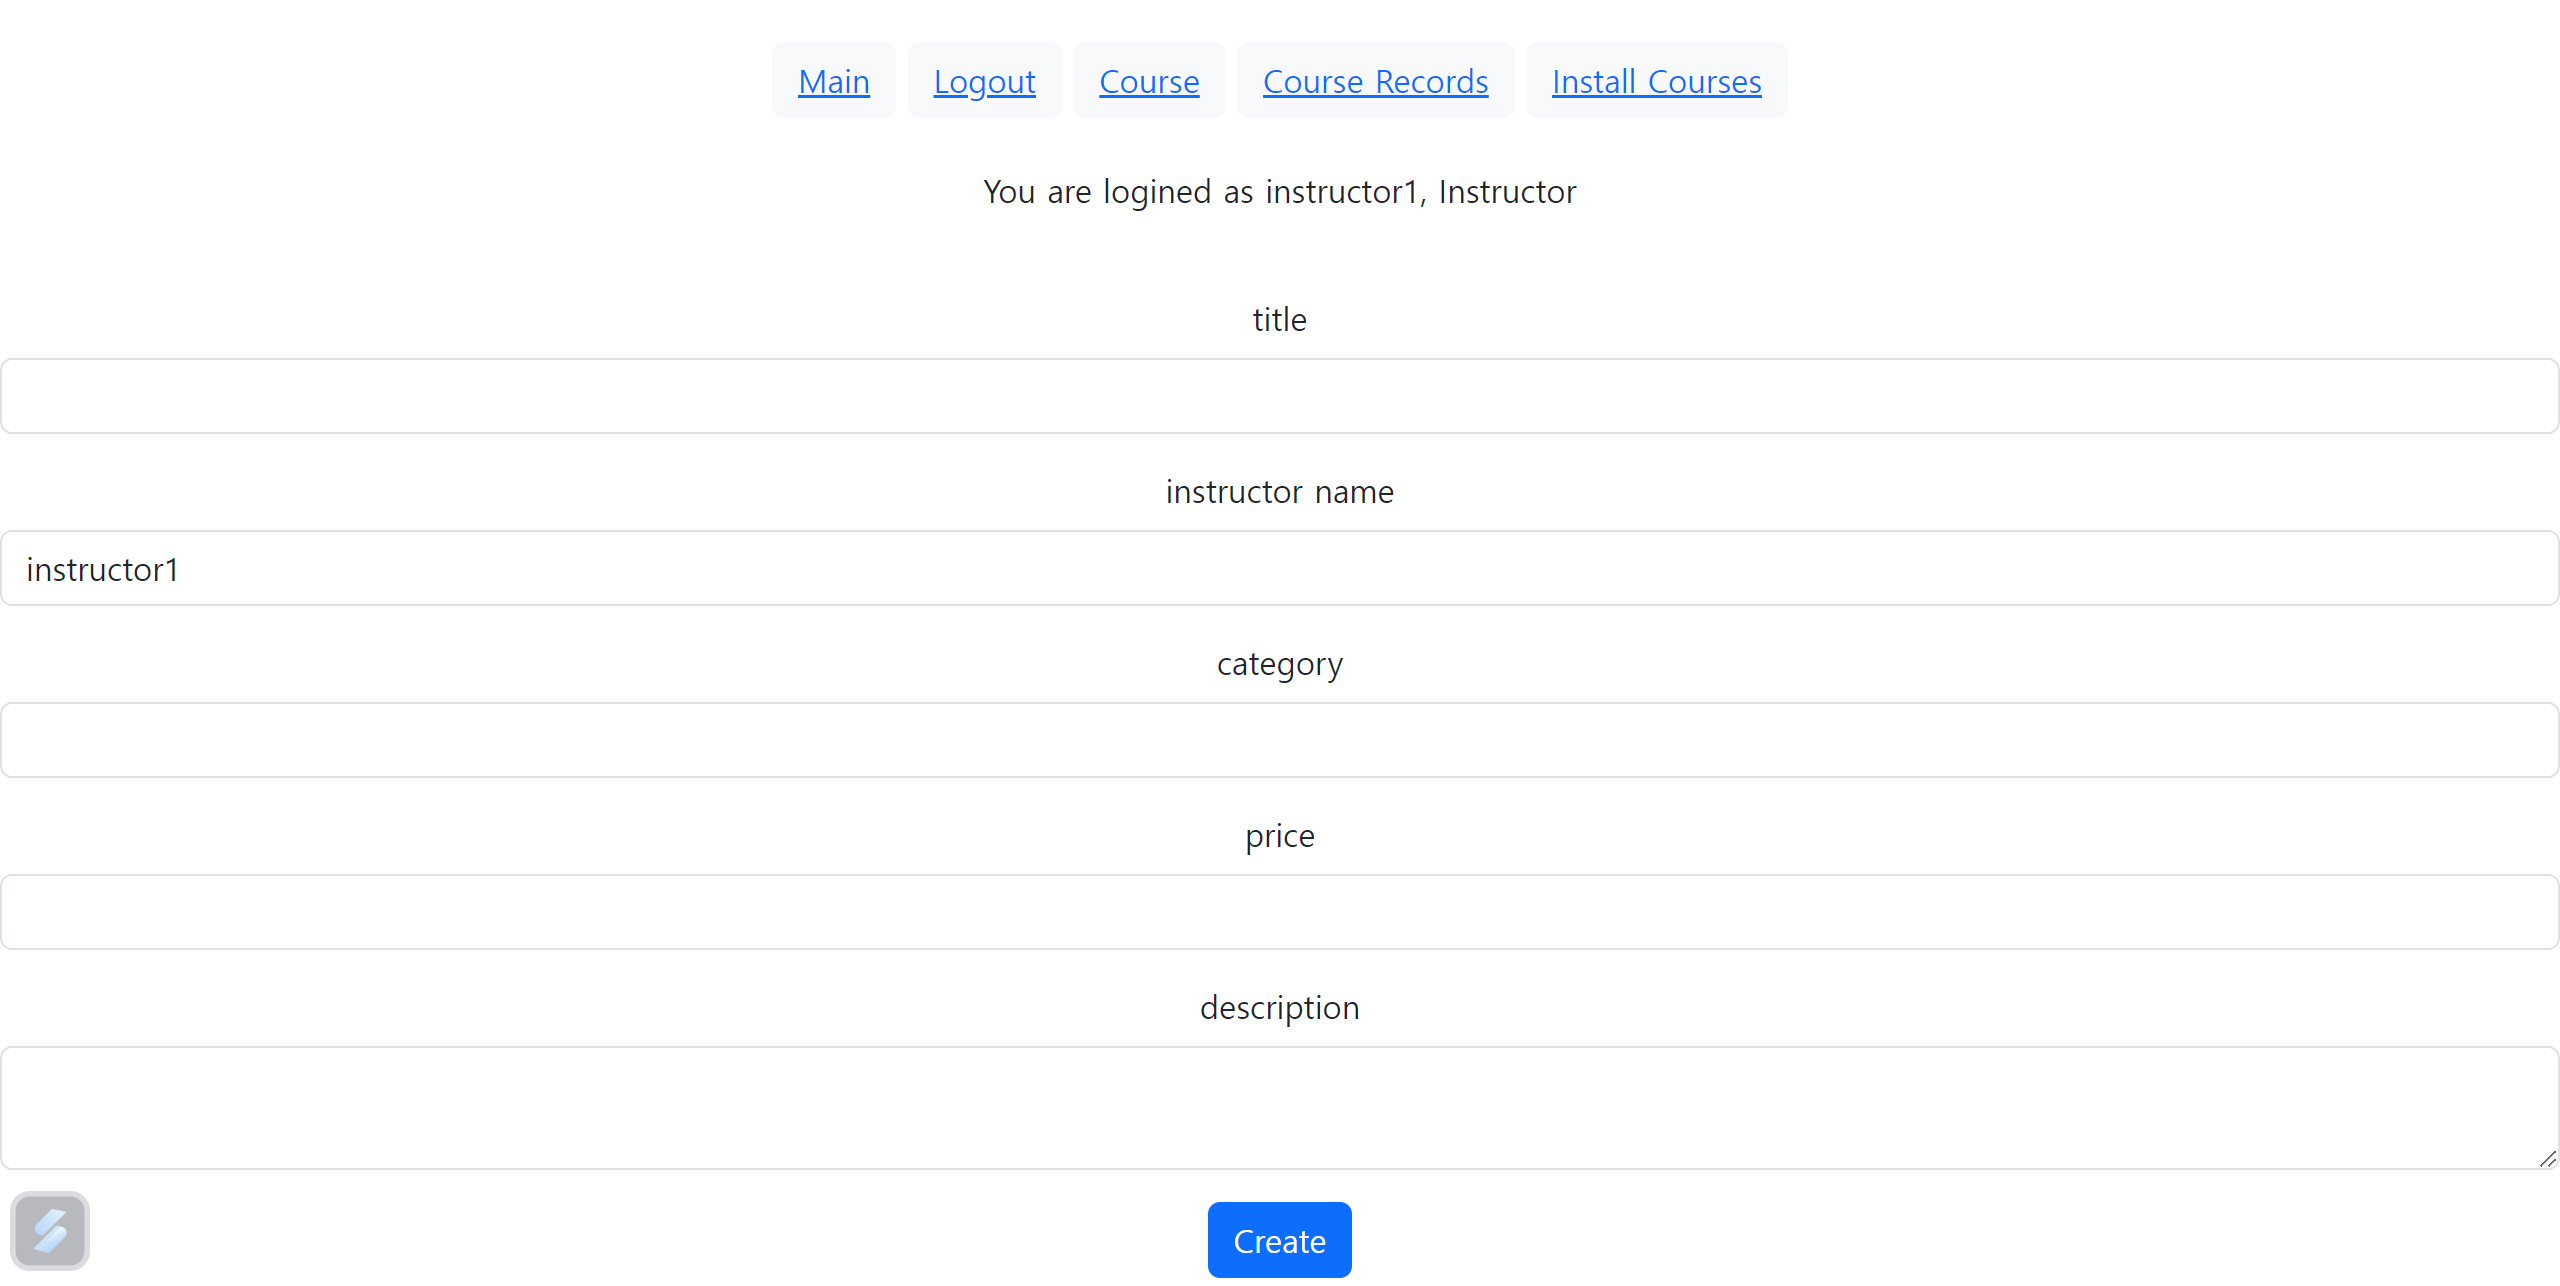 Main Logout Course Course Records Install Courses
You are logined as instructor1, Instructor
title
instructor name
instructor1
category
price
description
Create